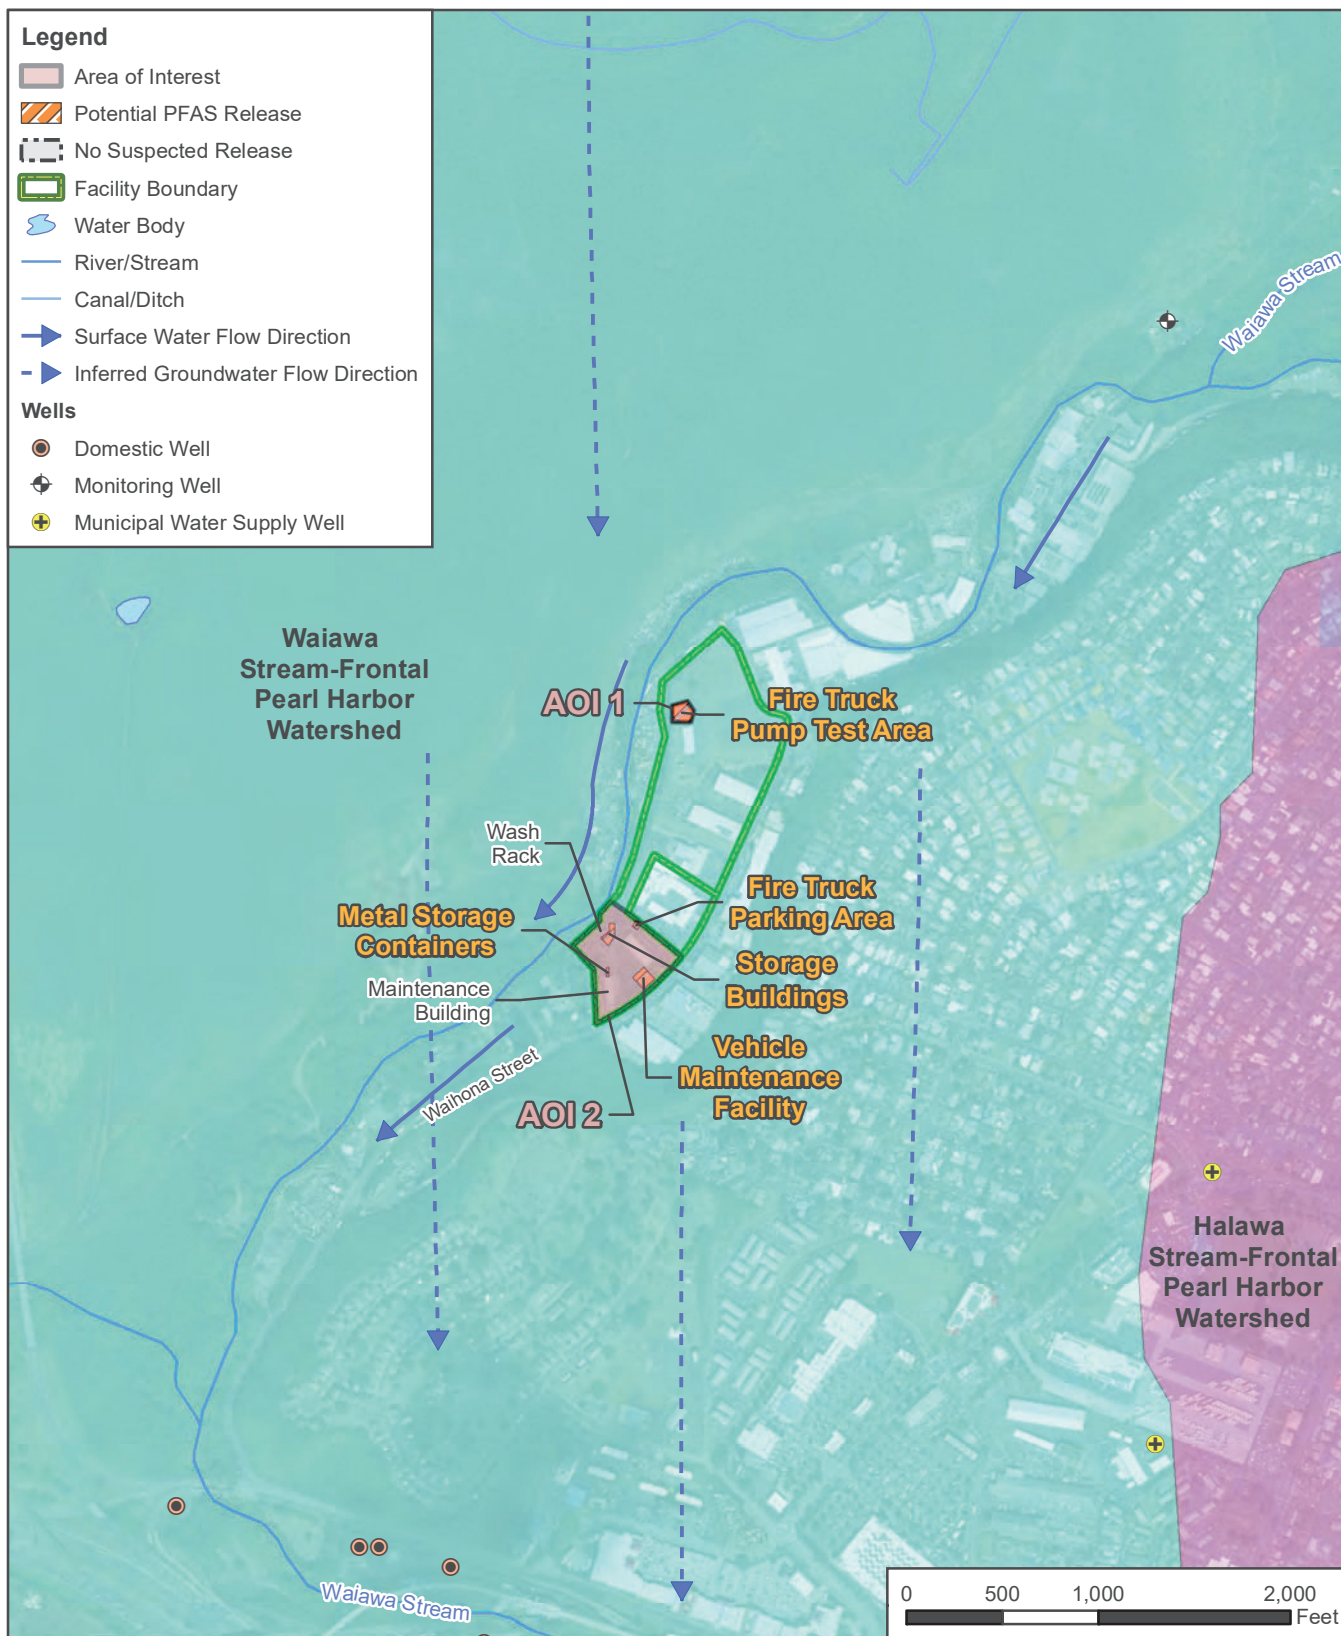 Legend
Area of Interest
Potential PFAS Release
No Suspected Release
Facility Boundary
Water Body
River/Stream
Canal/Ditch
Surface Water Flow Direction
Inferred Groundwater Flow Direction
Wells
Domestic Well
Monitoring Well
Municipal Water Supply Well
Waiawa Stream
Waiawa
Stream-Frontal
Pearl Harbor
Watershed
AOI 1
Fire Truck
Pump Test Area
Wash
Rack
Metal Storage
Containers
Fire Truck
Parking Area
Storage
Buildings
Maintenance
Building
Vehicle
Maintenance
Facility
Waihona Street
AOI 2
Halawa
Stream-Frontal
Pearl Harbor
Watershed
Waiawa Stream
0 500 1,000 2,000
Feet